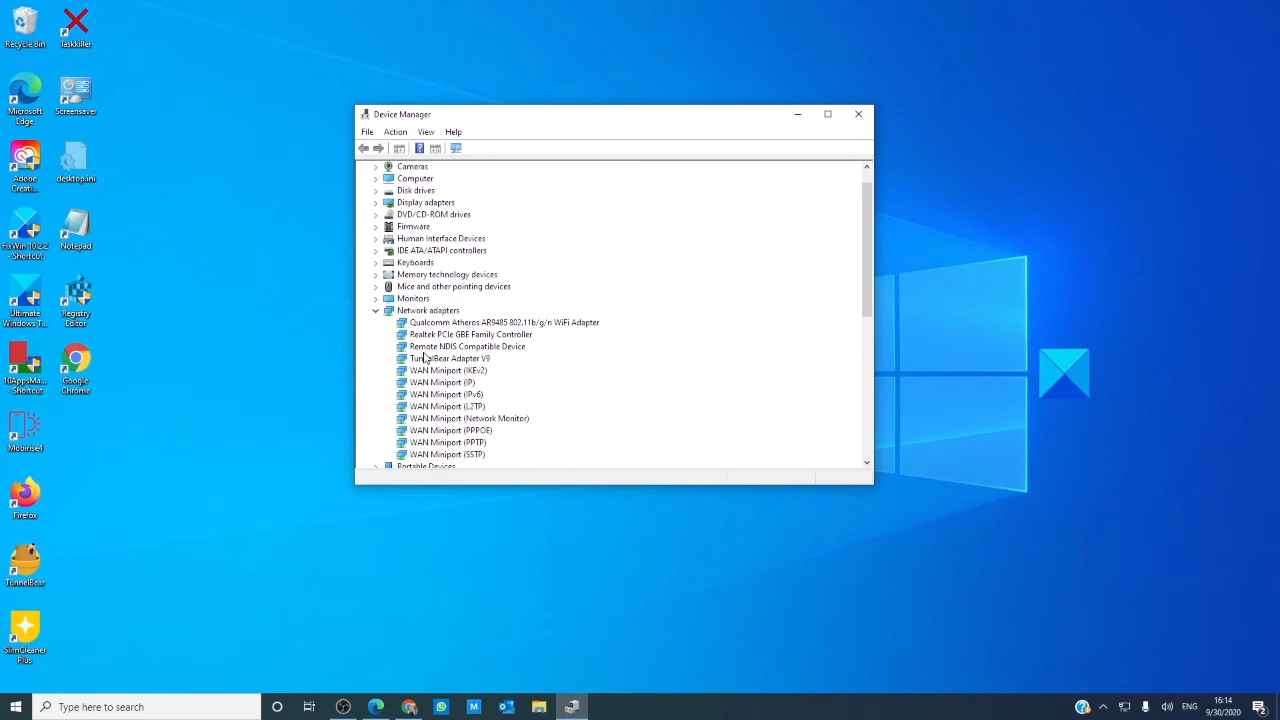 Recycle Bin
Taskkiller
Microsoft
Edge
Screensaver
Adobe
Creati...
desktop.ini
FixWin 10.2.2
- Shortcut
Notepad
Ultimate
Windows T...
Registry
Editor
10AppsMa...
- Shortcut
Google
Chrome
Mobirise4
Firefox
TunnelBear
SlimCleaner
Plus
Device Manager
File Action View Help
Cameras
Computer
Disk drives
Display adapters
DVD/CD-ROM drives
Firmware
Human Interface Devices
IDE ATA/ATAPI controllers
Keyboards
Memory technology devices
Mice and other pointing devices
Monitors
Network adapters
Qualcomm Atheros AR9485 802.11b/g/n WiFi Adapter
Realtek PCIe GBE Family Controller
Remote NDIS Compatible Device
TunnelBear Adapter V9
WAN Miniport (IKEv2)
WAN Miniport (IP)
WAN Miniport (IPv6)
WAN Miniport (L2TP)
WAN Miniport (Network Monitor)
WAN Miniport (PPPOE)
WAN Miniport (PPTP)
WAN Miniport (SSTP)
Portable Devices
Type here to search
M
ENG
16:14
9/30/2020
2